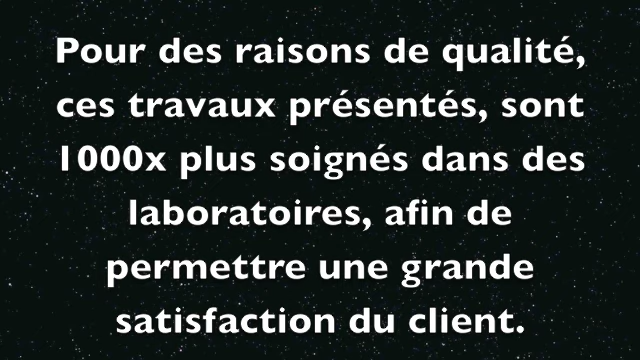 Pour des raisons de qualité,
ces travaux présentés, sont
1000x plus soignés dans des
laboratoires, afin de
permettre une grande
satisfaction du client.